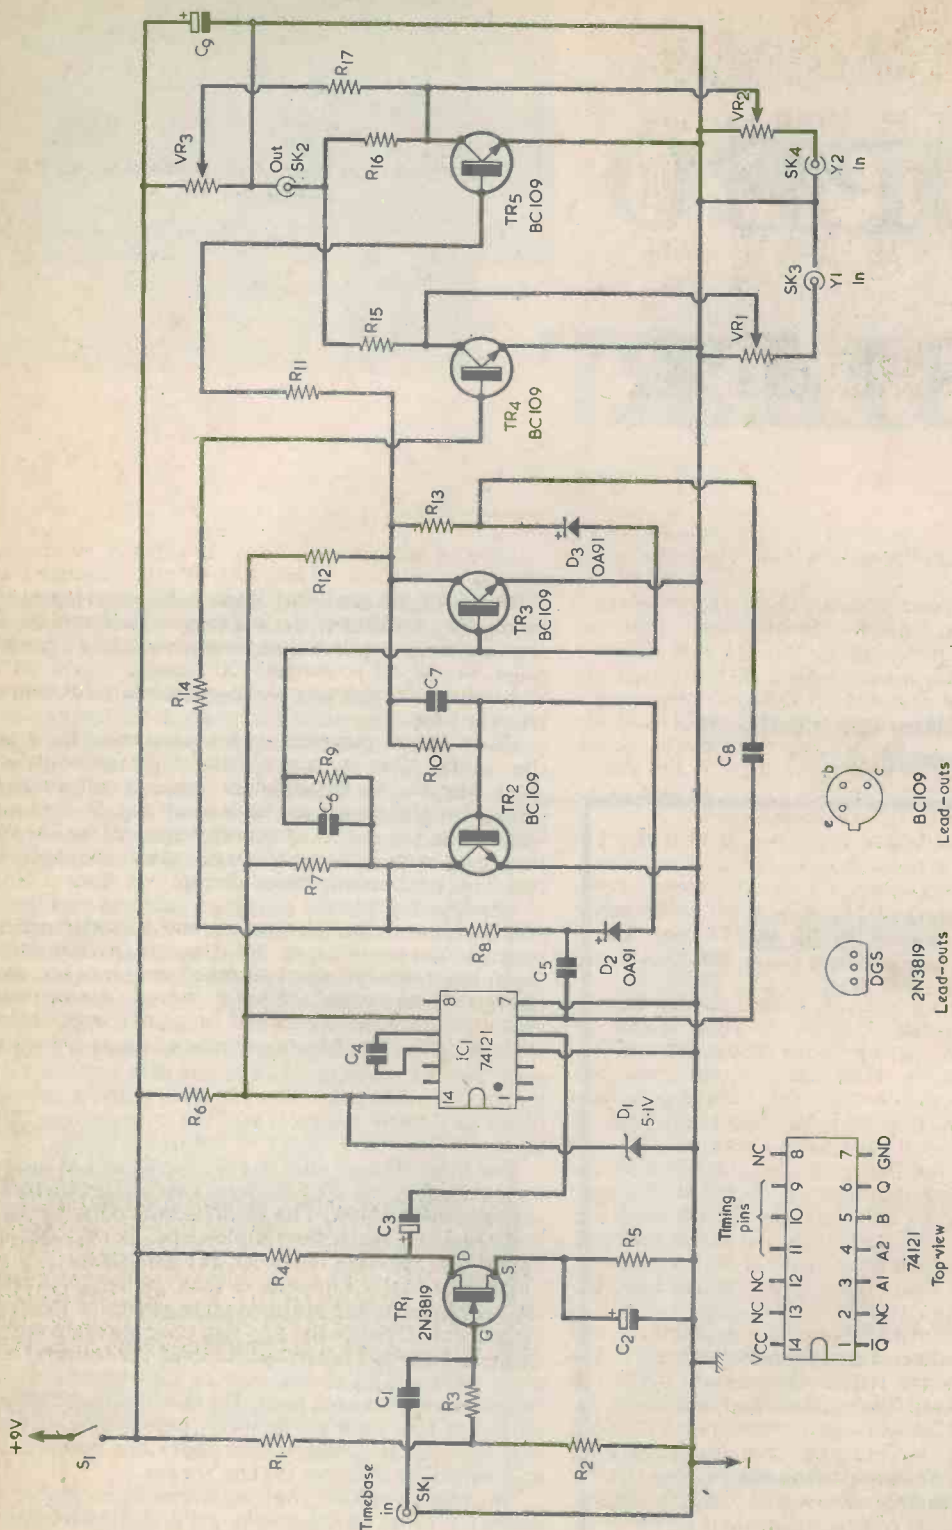 +9V
S1
Timebase
in
SK1
R1
R2
C1
R3
G
TR1
2N3819
D
S
R4
C3
+
C2
+
R5
D1
5·1V
R6
C4
14
8
IC1
74121
1
7
C5
R8
D2
OA91
+
R7
C6
R9
TR2
BC109
R10
C7
R14
R12
TR3
BC109
R13
D3
OA91
+
C8
R11
TR4
BC109
R15
VR1
SK3
Y1
In
TR5
BC109
R16
Out
SK2
VR3
R17
C9
+
VR2
SK4
Y2
In
–
Timing
pins
VCC NC NC NC
14 13 12 11 10 9 8
1 2 3 4 5 6 7
Q̅ NC A1 A2 B Q GND
74121
Top view
DGS
2N3819
Lead-outs
e
b
c
BC109
Lead-outs